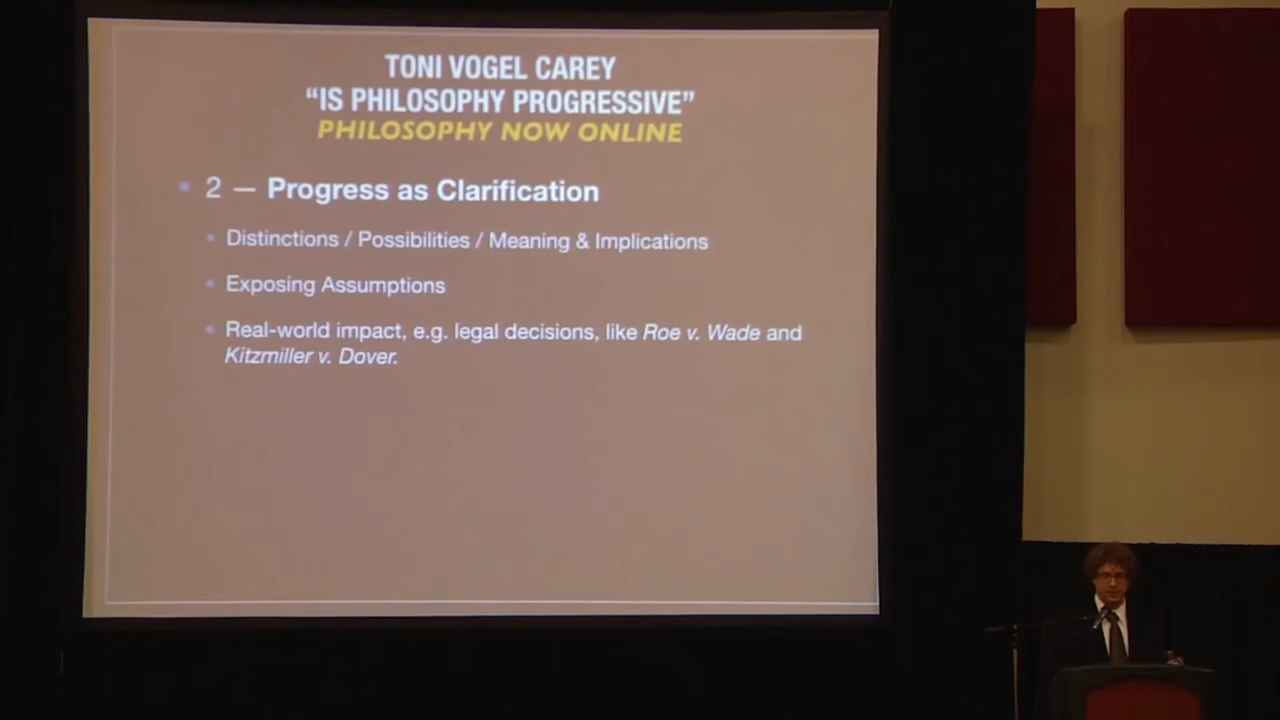 TONI VOGEL CAREY
“IS PHILOSOPHY PROGRESSIVE”
PHILOSOPHY NOW ONLINE
• 2 — Progress as Clarification
• Distinctions / Possibilities / Meaning & Implications
• Exposing Assumptions
• Real-world impact, e.g. legal decisions, like Roe v. Wade and
Kitzmiller v. Dover.